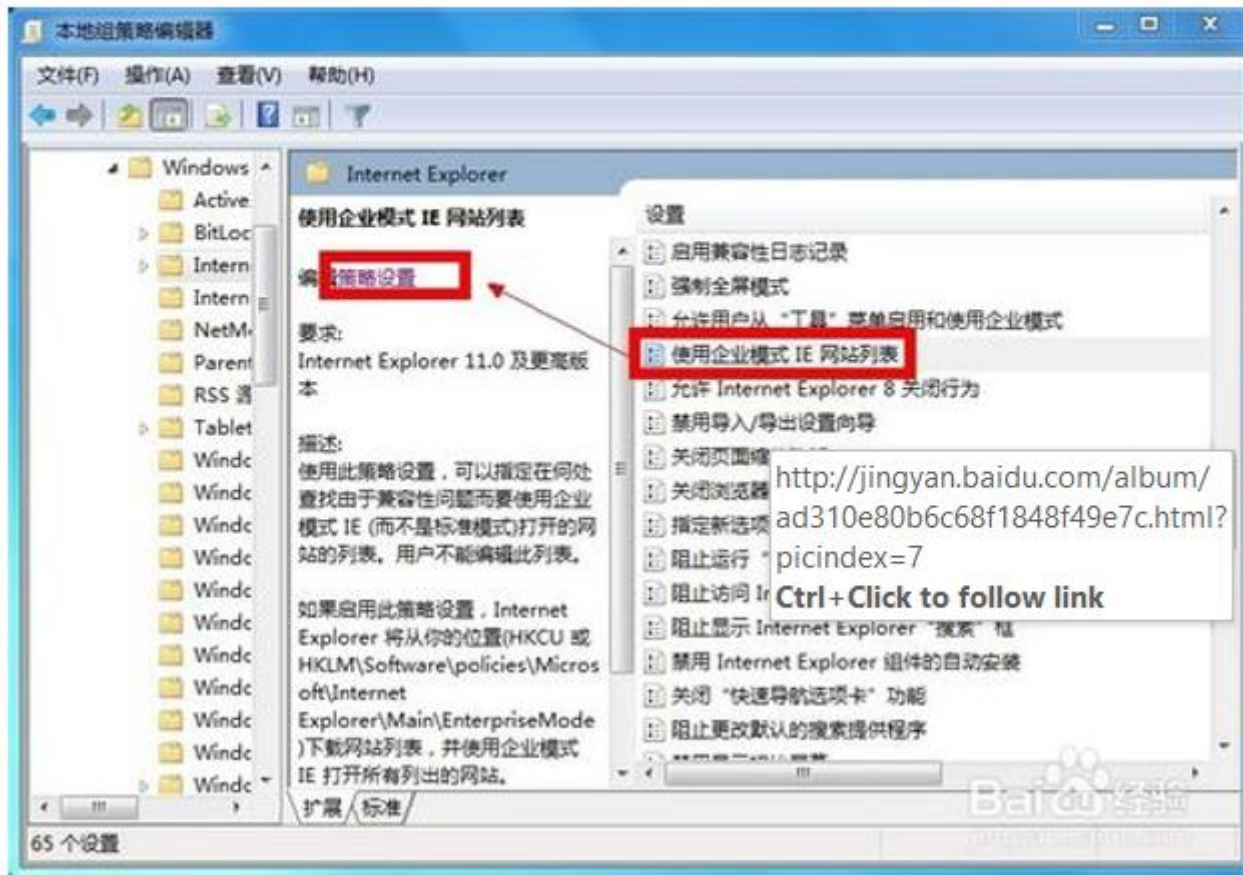 本地组策略编辑器
文件(F) 操作(A) 查看(V) 帮助(H)
Windows
Active
BitLoc
Intern
Intern
NetM
Parent
RSS 源
Tablet
Windc
Windc
Windc
Windc
Windc
Windc
Windc
Windc
Windc
Windc
Windc
Internet Explorer
使用企业模式 IE 网站列表
编辑策略设置
要求:
Internet Explorer 11.0 及更高版
本
描述:
使用此策略设置，可以指定在何处
查找由于兼容性问题而要使用企业
模式 IE (而不是标准模式)打开的网
站的列表。用户不能编辑此列表。
如果启用此策略设置，Internet
Explorer 将从你的位置(HKCU 或
HKLM\Software\policies\Micros
oft\Internet
Explorer\Main\EnterpriseMode
)下载网站列表，并使用企业模式
IE 打开所有列出的网站。
设置
启用兼容性日志记录
强制全屏模式
允许用户从“工具”菜单启用和使用企业模式
使用企业模式 IE 网站列表
允许 Internet Explorer 8 关闭行为
禁用导入/导出设置向导
关闭页面缩
关闭浏览器
指定新选项
阻止运行“
阻止访问 In
阻止显示 Internet Explorer “搜索”框
禁用 Internet Explorer 组件的自动安装
关闭“快速导航选项卡”功能
阻止更改默认的搜索提供程序
http://jingyan.baidu.com/album/
ad310e80b6c68f1848f49e7c.html?
picindex=7
Ctrl+Click to follow link
扩展 标准
Baidu 经验
65 个设置